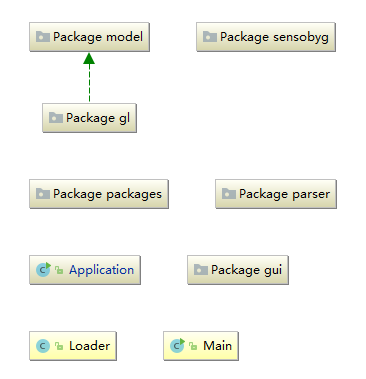 Package model
Package sensobyg
Package gl
Package packages
Package parser
Application
Package gui
Loader
Main